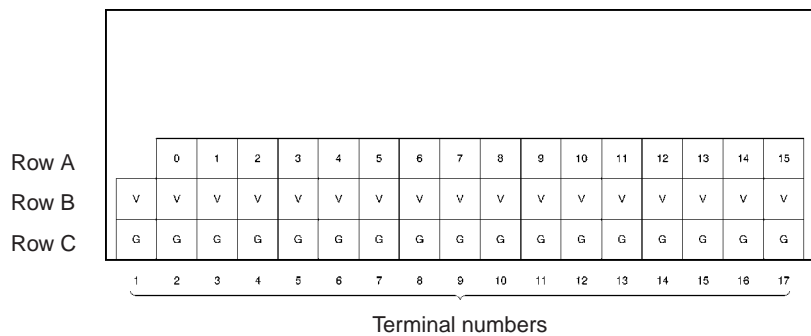 Row A 0 1 2 3 4 5 6 7 8 9 10 11 12 13 14 15
Row B V V V V V V V V V V V V V V V V V
Row C G G G G G G G G G G G G G G G G G
1 2 3 4 5 6 7 8 9 10 11 12 13 14 15 16 17
Terminal numbers